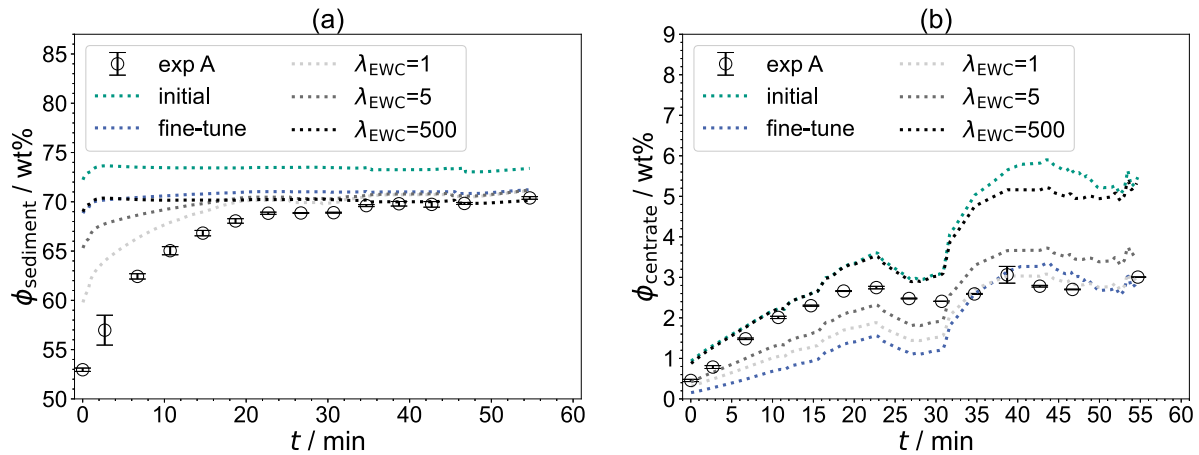 (a)
ϕsediment / wt%
85
80
75
70
65
60
55
50
exp A
initial
fine-tune
λEWC=1
λEWC=5
λEWC=500
0
10
20
30
40
50
60
t / min
(b)
ϕcentrate / wt%
9
8
7
6
5
4
3
2
1
0
exp A
initial
fine-tune
λEWC=1
λEWC=5
λEWC=500
0
5
10
15
20
25
30
35
40
45
50
55
60
t / min